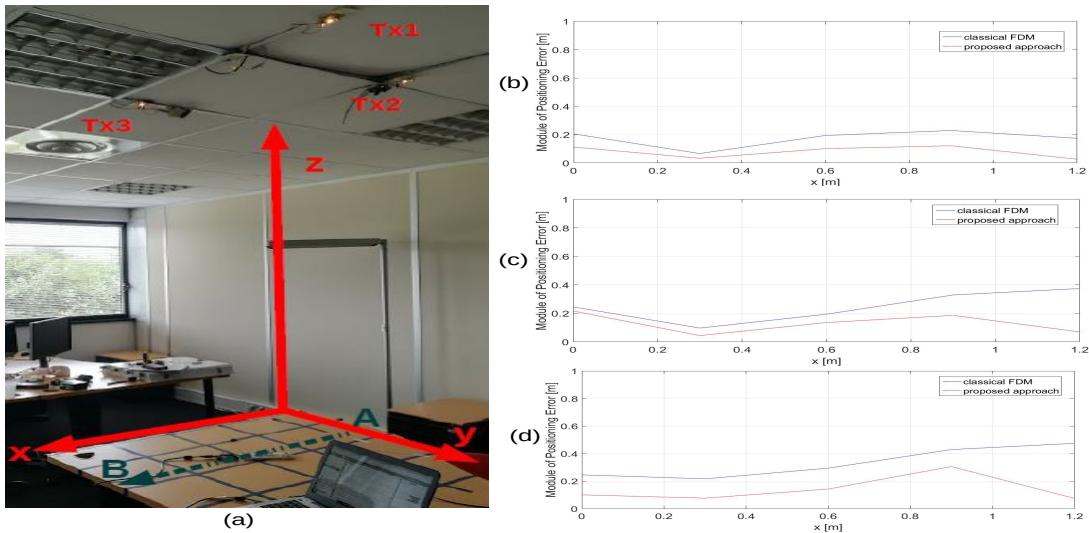 Tx1
Tx2
Tx3
z
x
A
y
B
(a)
(b)
Module of Positioning Error [m]
1
0.8
0.6
0.4
0.2
0
classical FDM
proposed approach
0 0.2 0.4 0.6 0.8 1 1.2
x [m]
(c)
Module of Positioning Error [m]
1
0.8
0.6
0.4
0.2
0
classical FDM
proposed approach
0 0.2 0.4 0.6 0.8 1 1.2
x [m]
(d)
Module of Positioning Error [m]
1
0.8
0.6
0.4
0.2
0
classical FDM
proposed approach
0 0.2 0.4 0.6 0.8 1 1.2
x [m]